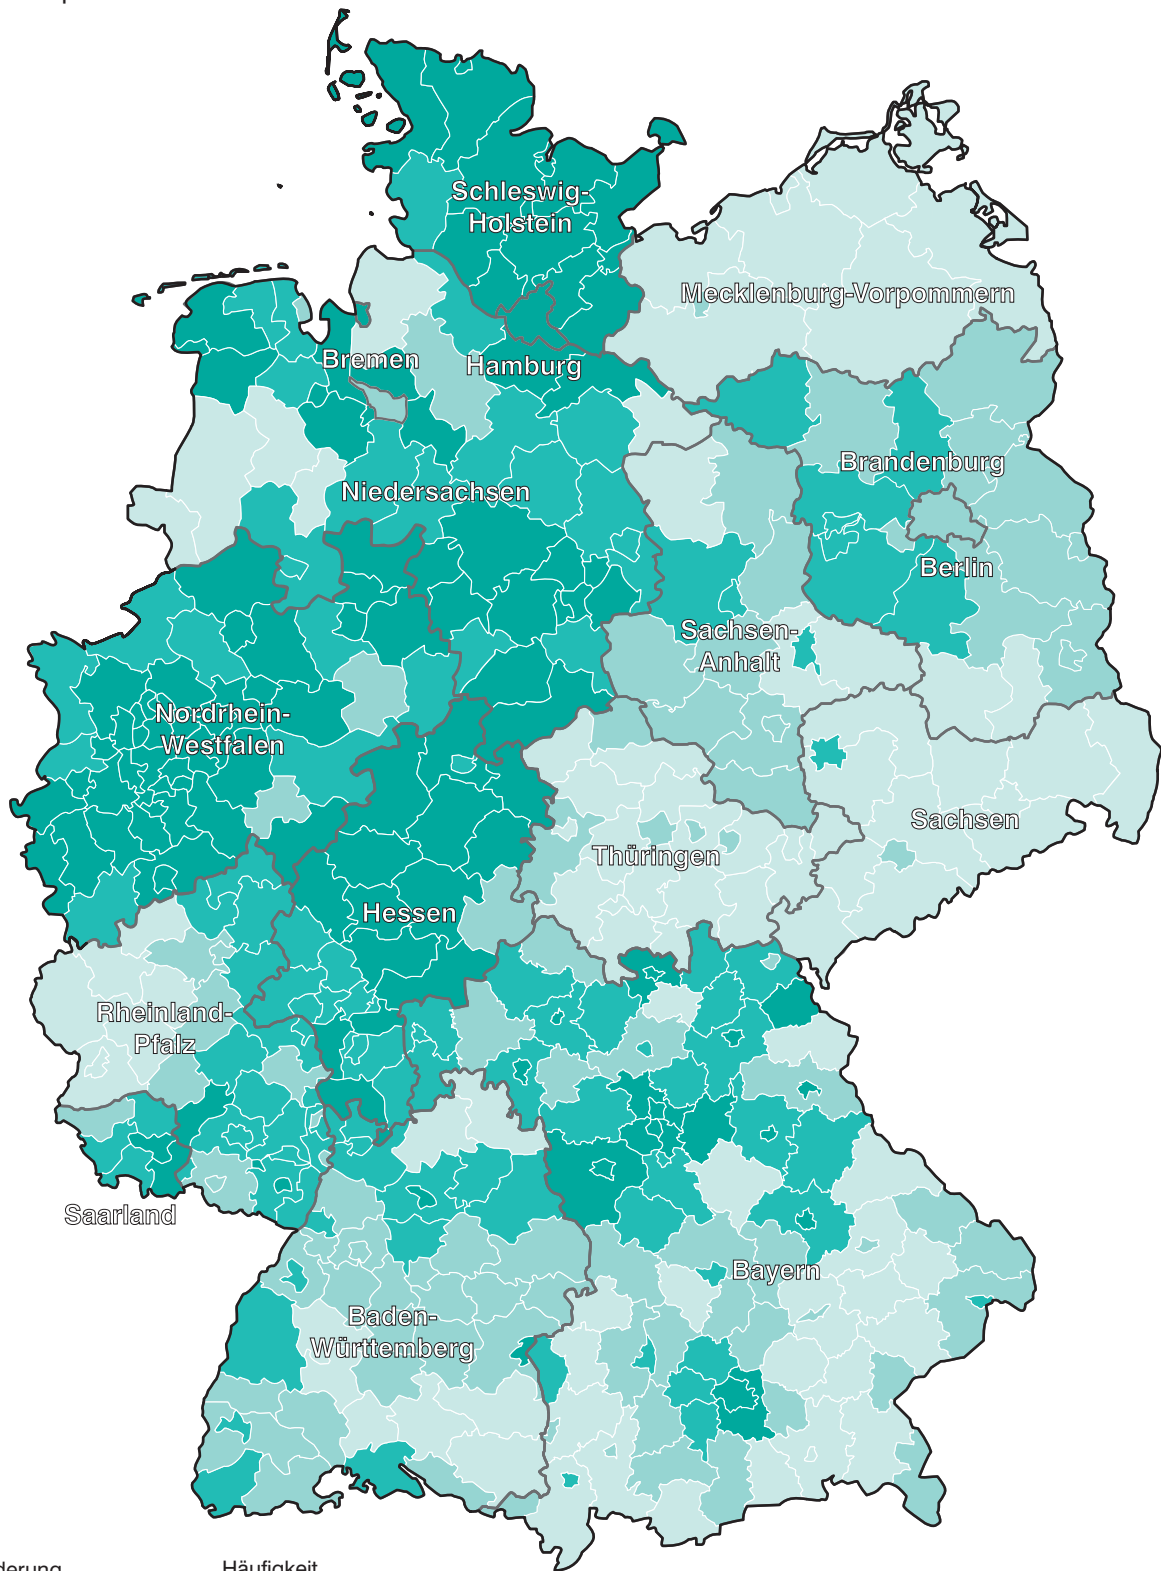 Schleswig-
Holstein
Mecklenburg-Vorpommern
Bremen
Hamburg
Brandenburg
Niedersachsen
Berlin
Sachsen-
Anhalt
Nordrhein-
Westfalen
Sachsen
Thüringen
Hessen
Rheinland-
Pfalz
Saarland
Bayern
Baden-
Württemberg